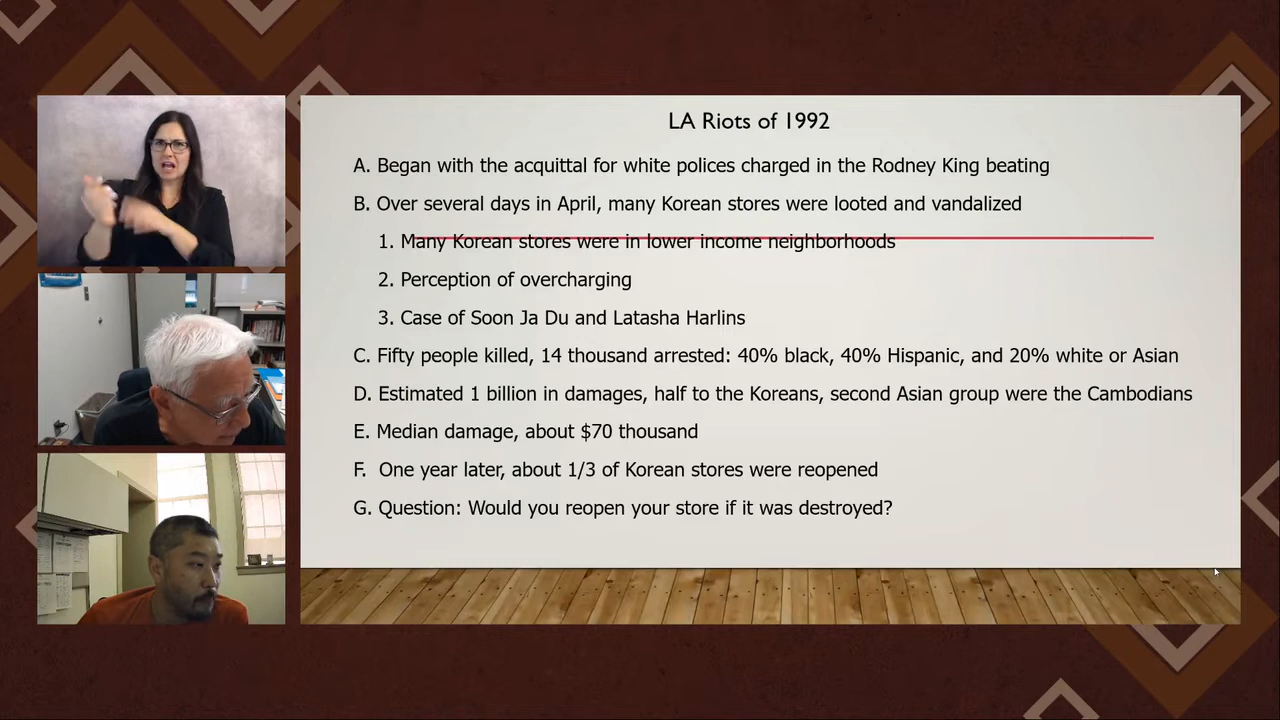 LA Riots of 1992
A. Began with the acquittal for white polices charged in the Rodney King beating
B. Over several days in April, many Korean stores were looted and vandalized
1. Many Korean stores were in lower income neighborhoods
2. Perception of overcharging
3. Case of Soon Ja Du and Latasha Harlins
C. Fifty people killed, 14 thousand arrested: 40% black, 40% Hispanic, and 20% white or Asian
D. Estimated 1 billion in damages, half to the Koreans, second Asian group were the Cambodians
E. Median damage, about $70 thousand
F. One year later, about 1/3 of Korean stores were reopened
G. Question: Would you reopen your store if it was destroyed?